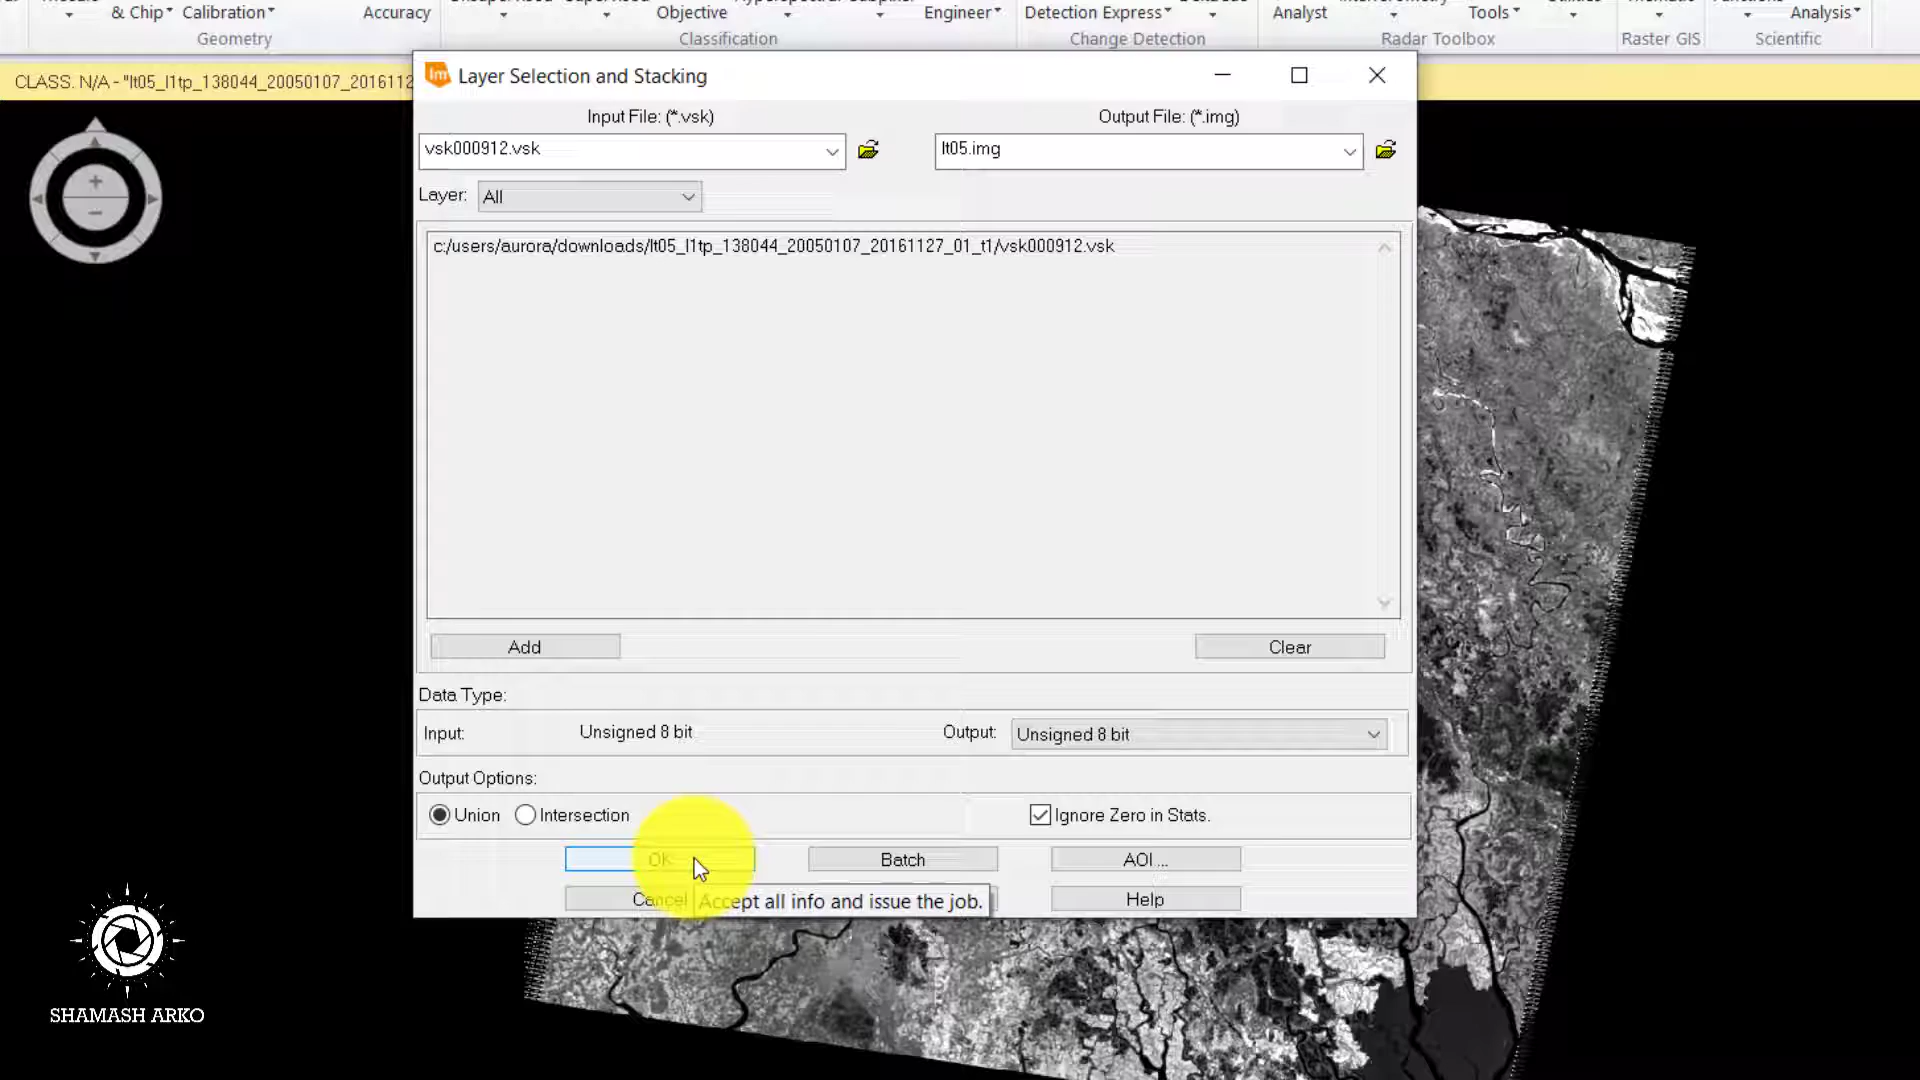 & Chip Calibration
Accuracy
Objective
Engineer
Detection Express
Analyst
Tools
Analysis
Geometry
Classification
Change Detection
Radar Toolbox
Raster GIS
Scientific
CLASS. N/A - "lt05_l1tp_138044_20050107_2016112
Im Layer Selection and Stacking
Input File: (*.vsk)
Output File: (*.img)
vsk000912.vsk
lt05.img
Layer: All
c:/users/aurora/downloads/lt05_l1tp_138044_20050107_20161127_01_t1/vsk000912.vsk
Add
Clear
Data Type:
Input: Unsigned 8 bit
Output: Unsigned 8 bit
Output Options:
Union Intersection
Ignore Zero in Stats.
OK
Batch
AOI ...
Cancel
Accept all info and issue the job.
Help
SHAMASH ARKO